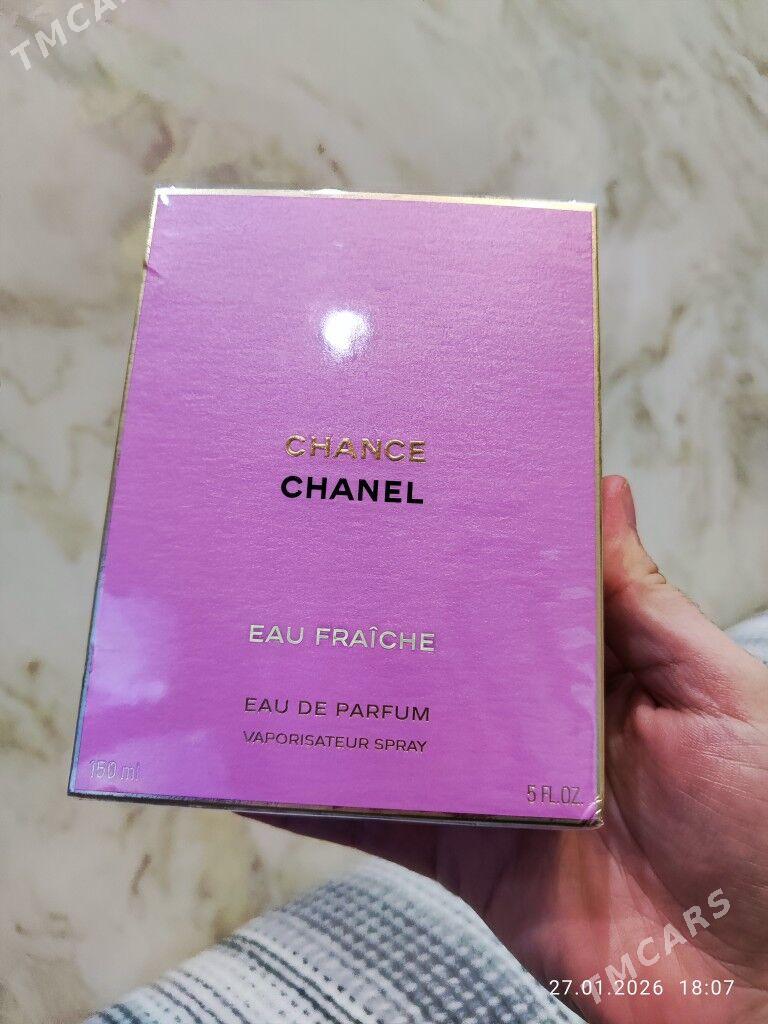 TMCARS
CHANCE
CHANEL
EAU FRAÎCHE
EAU DE PARFUM
VAPORISATEUR SPRAY
150 ml
5 FL.OZ.
TMCARS
27.01.2026 18:07